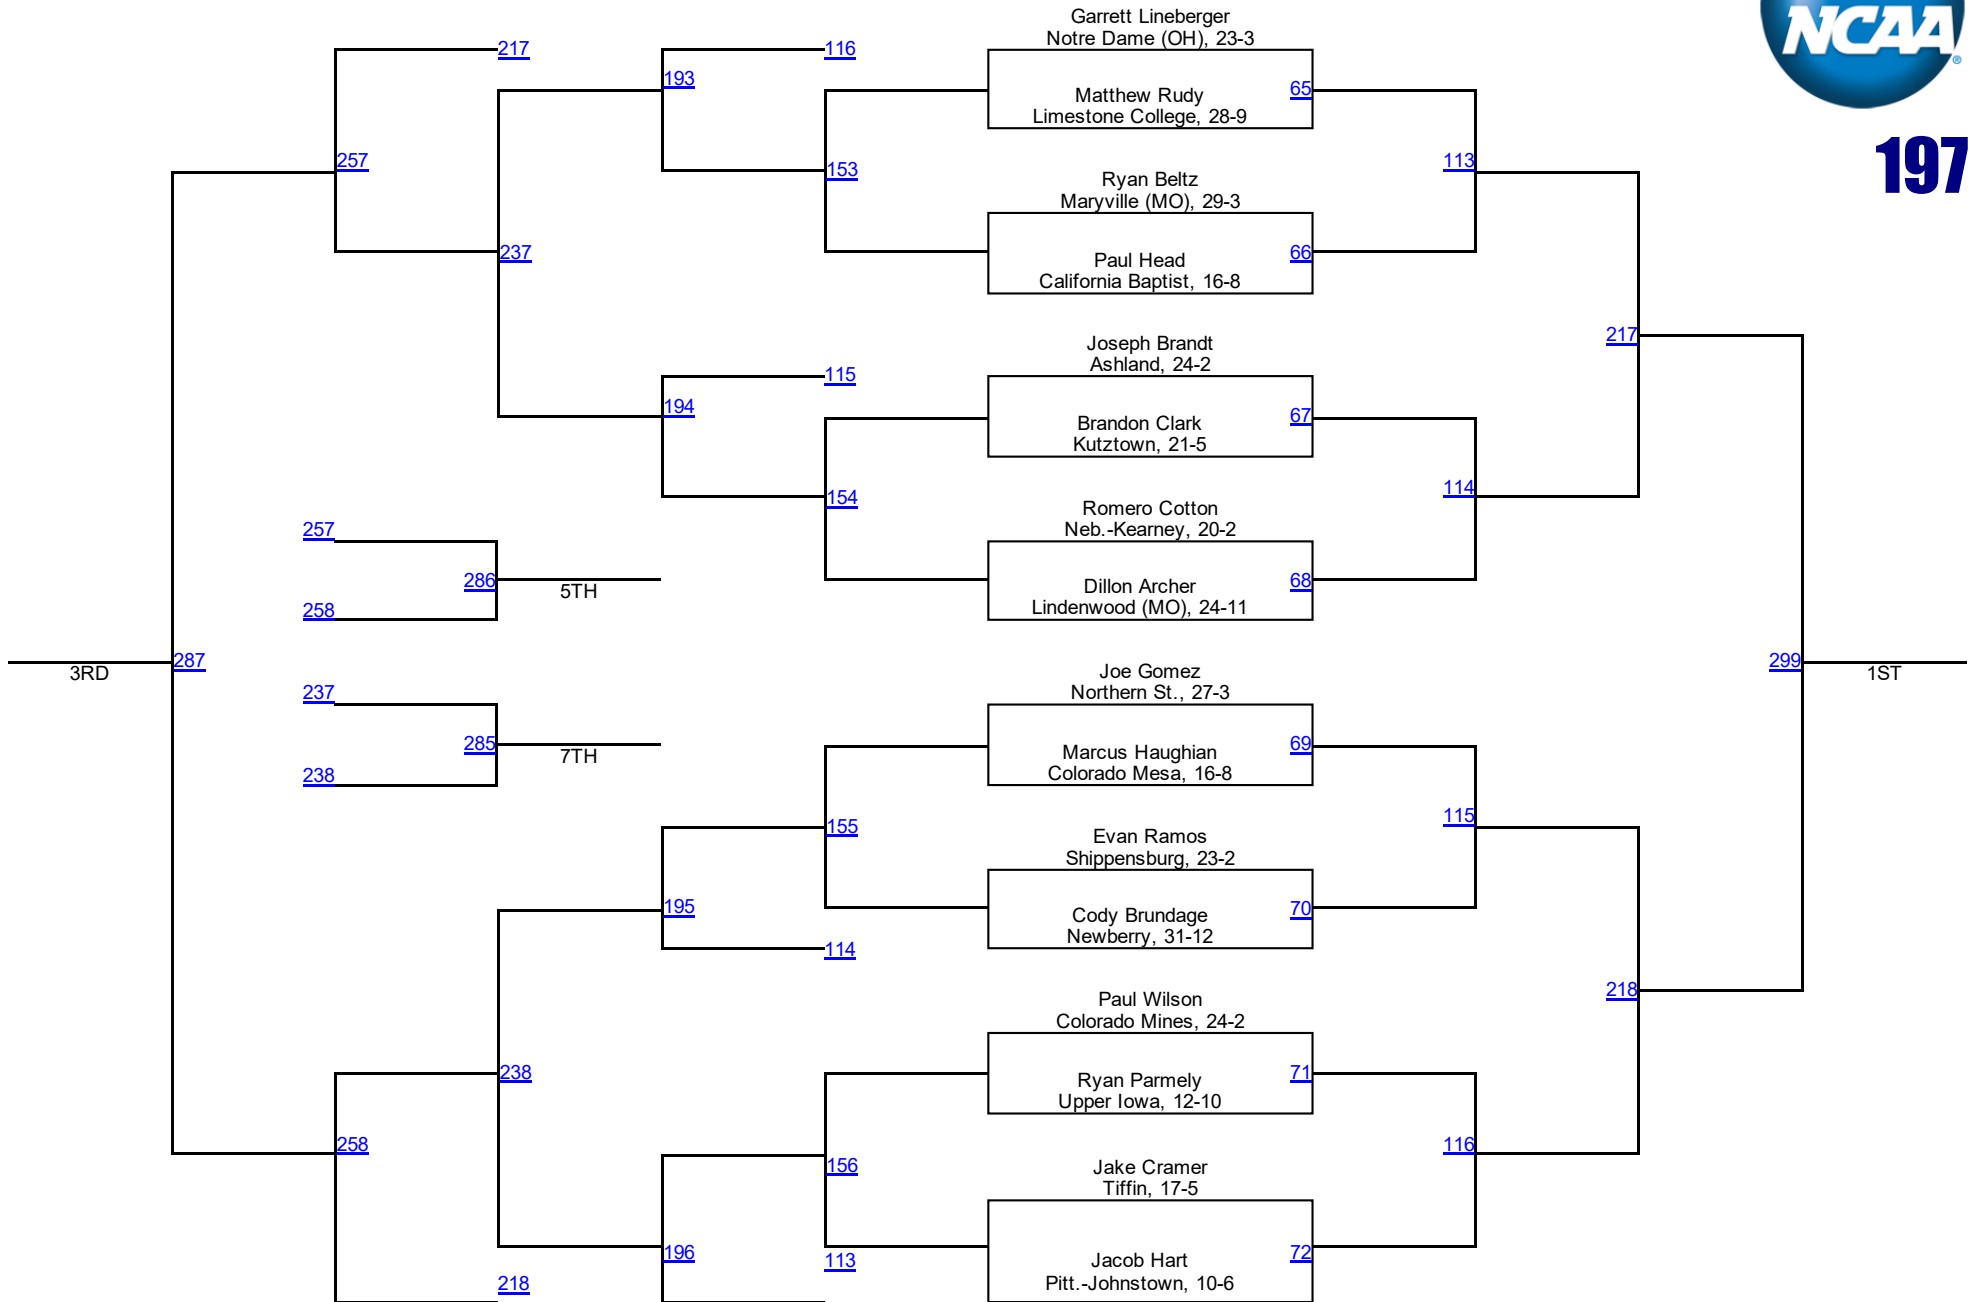 NCAA®
197
Garrett Lineberger
Notre Dame (OH), 23-3
217
116
193
65
Matthew Rudy
Limestone College, 28-9
257
153
113
Ryan Beltz
Maryville (MO), 29-3
237
66
Paul Head
California Baptist, 16-8
217
Joseph Brandt
Ashland, 24-2
115
194
67
Brandon Clark
Kutztown, 21-5
154
114
Romero Cotton
Neb.-Kearney, 20-2
257
286
5TH
258
68
Dillon Archer
Lindenwood (MO), 24-11
3RD
287
299
1ST
Joe Gomez
Northern St., 27-3
237
285
7TH
238
69
Marcus Haughian
Colorado Mesa, 16-8
155
115
Evan Ramos
Shippensburg, 23-2
195
70
Cody Brundage
Newberry, 31-12
114
218
Paul Wilson
Colorado Mines, 24-2
238
71
Ryan Parmely
Upper Iowa, 12-10
258
156
116
Jake Cramer
Tiffin, 17-5
196
113
72
Jacob Hart
Pitt.-Johnstown, 10-6
218